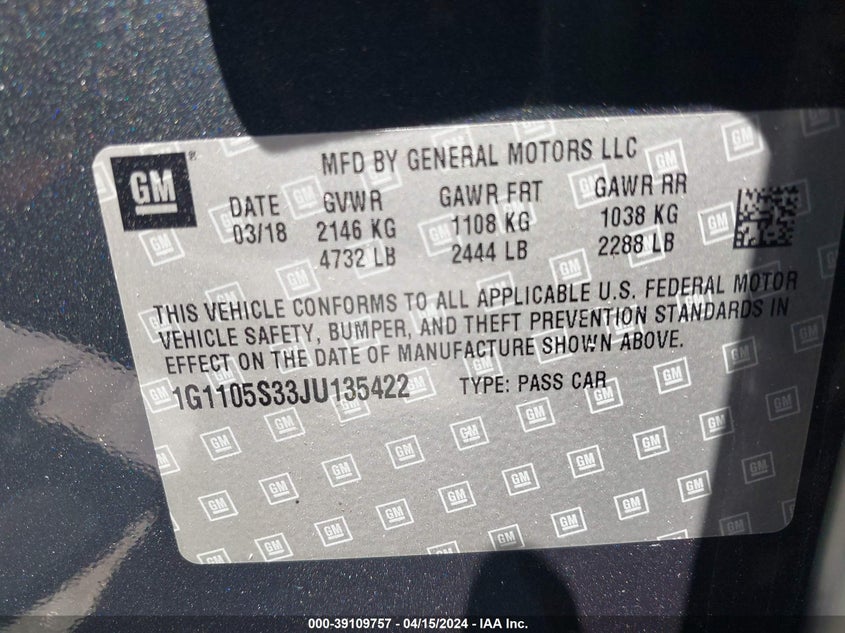 GM
MFD BY GENERAL MOTORS LLC
DATE GVWR GAWR FRT GAWR RR
03/18 2146 KG 1108 KG 1038 KG
4732 LB 2444 LB 2288 LB
THIS VEHICLE CONFORMS TO ALL APPLICABLE U.S. FEDERAL MOTOR
VEHICLE SAFETY, BUMPER, AND THEFT PREVENTION STANDARDS IN
EFFECT ON THE DATE OF MANUFACTURE SHOWN ABOVE.
1G1105S33JU135422 TYPE: PASS CAR
000-39109757 - 04/15/2024 - IAA Inc.